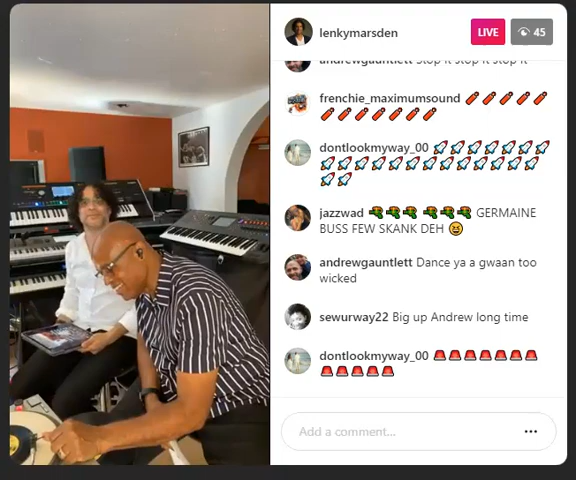 lenkymarsden
LIVE
45
andrewgauntlett Stop it stop it stop it
frenchie_maximumsound
dontlookmyway_00
jazzwad GERMAINE
BUSS FEW SKANK DEH
andrewgauntlett Dance ya a gwaan too
wicked
sewurway22 Big up Andrew long time
dontlookmyway_00
Add a comment...